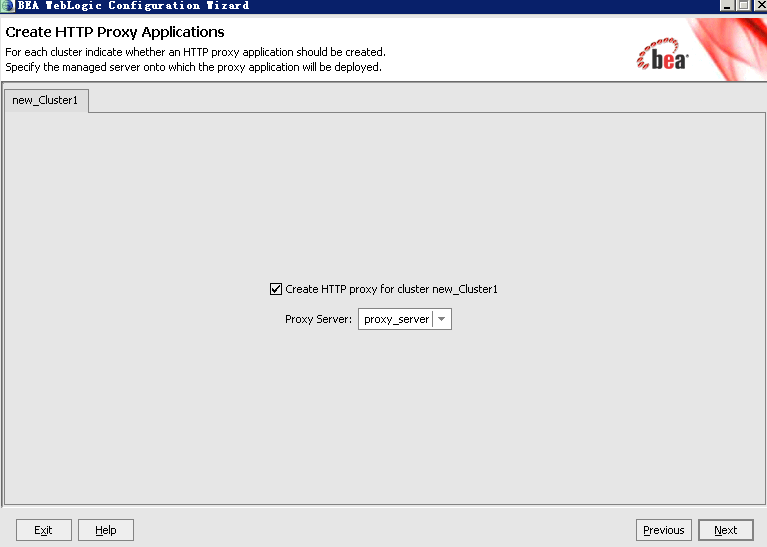 BEA WebLogic Configuration Wizard
Create HTTP Proxy Applications
For each cluster indicate whether an HTTP proxy application should be created.
Specify the managed server onto which the proxy application will be deployed.
bea
new_Cluster1
Create HTTP proxy for cluster new_Cluster1
Proxy Server: proxy_server
Exit Help Previous Next